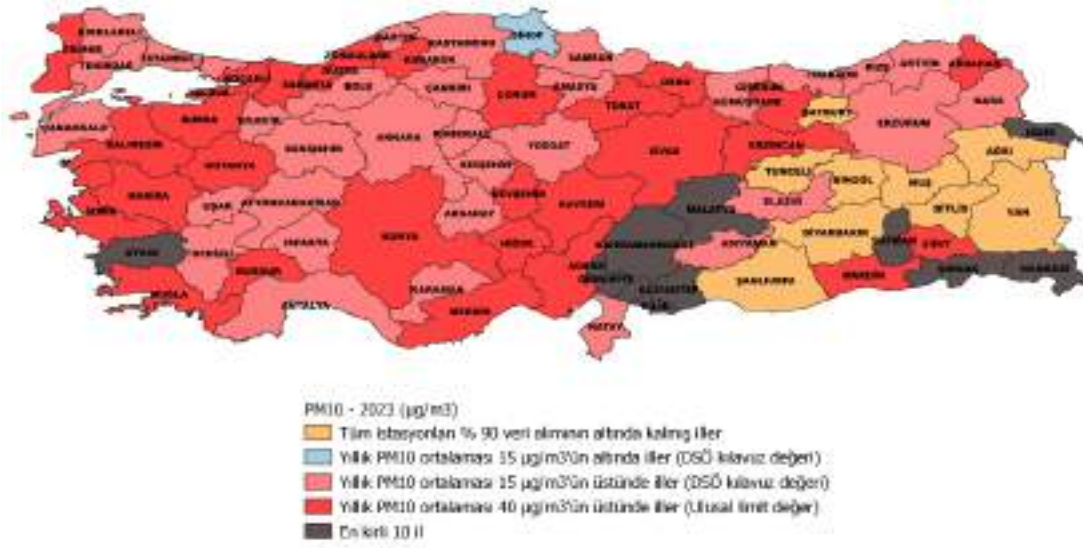 KIRKLARELİ
SİNOP
EDİRNE
TEKİRDAĞ
İSTANBUL
KASTAMONU
SAMSUN
KOCAELİ
SAKARYA
BOLU
ÇANKIRI
ÇORUM
AMASYA
ORDU
TOKAT
GÜMÜŞHANE
TRABZON
RİZE
ARTVİN
ARDAHAN
KARS
BAYBURT
ERZURUM
IĞDIR
AĞRI
ÇANAKKALE
BALIKESİR
BURSA
BİLECİK
ESKİŞEHİR
ANKARA
KIRIKKALE
YOZGAT
SİVAS
ERZİNCAN
KÜTAHYA
KIRŞEHİR
TUNCELİ
BİNGÖL
MUŞ
MANİSA
UŞAK
AFYONKARAHİSAR
NEVŞEHİR
KAYSERİ
MALATYA
ELAZIĞ
BİTLİS
VAN
İZMİR
AKSARAY
AYDIN
DENİZLİ
ISPARTA
KONYA
NİĞDE
KAHRAMANMARAŞ
ADIYAMAN
DİYARBAKIR
BATMAN
SİİRT
BURDUR
ADANA
OSMANİYE
GAZİANTEP
ŞANLIURFA
MARDİN
ŞIRNAK
HAKKARİ
MUĞLA
ANTALYA
KARAMAN
MERSİN
KİLİS
HATAY
PM10 - 2023 (µg/m3)
Tüm istasyonları % 90 veri alımının altında kalmış iller
Yıllık PM10 ortalaması 15 µg/m3'ün altında iller (DSÖ kılavuz değeri)
Yıllık PM10 ortalaması 15 µg/m3'ün üstünde iller (DSÖ kılavuz değeri)
Yıllık PM10 ortalaması 40 µg/m3'ün üstünde iller (Ulusal limit değer)
En kirli 10 il